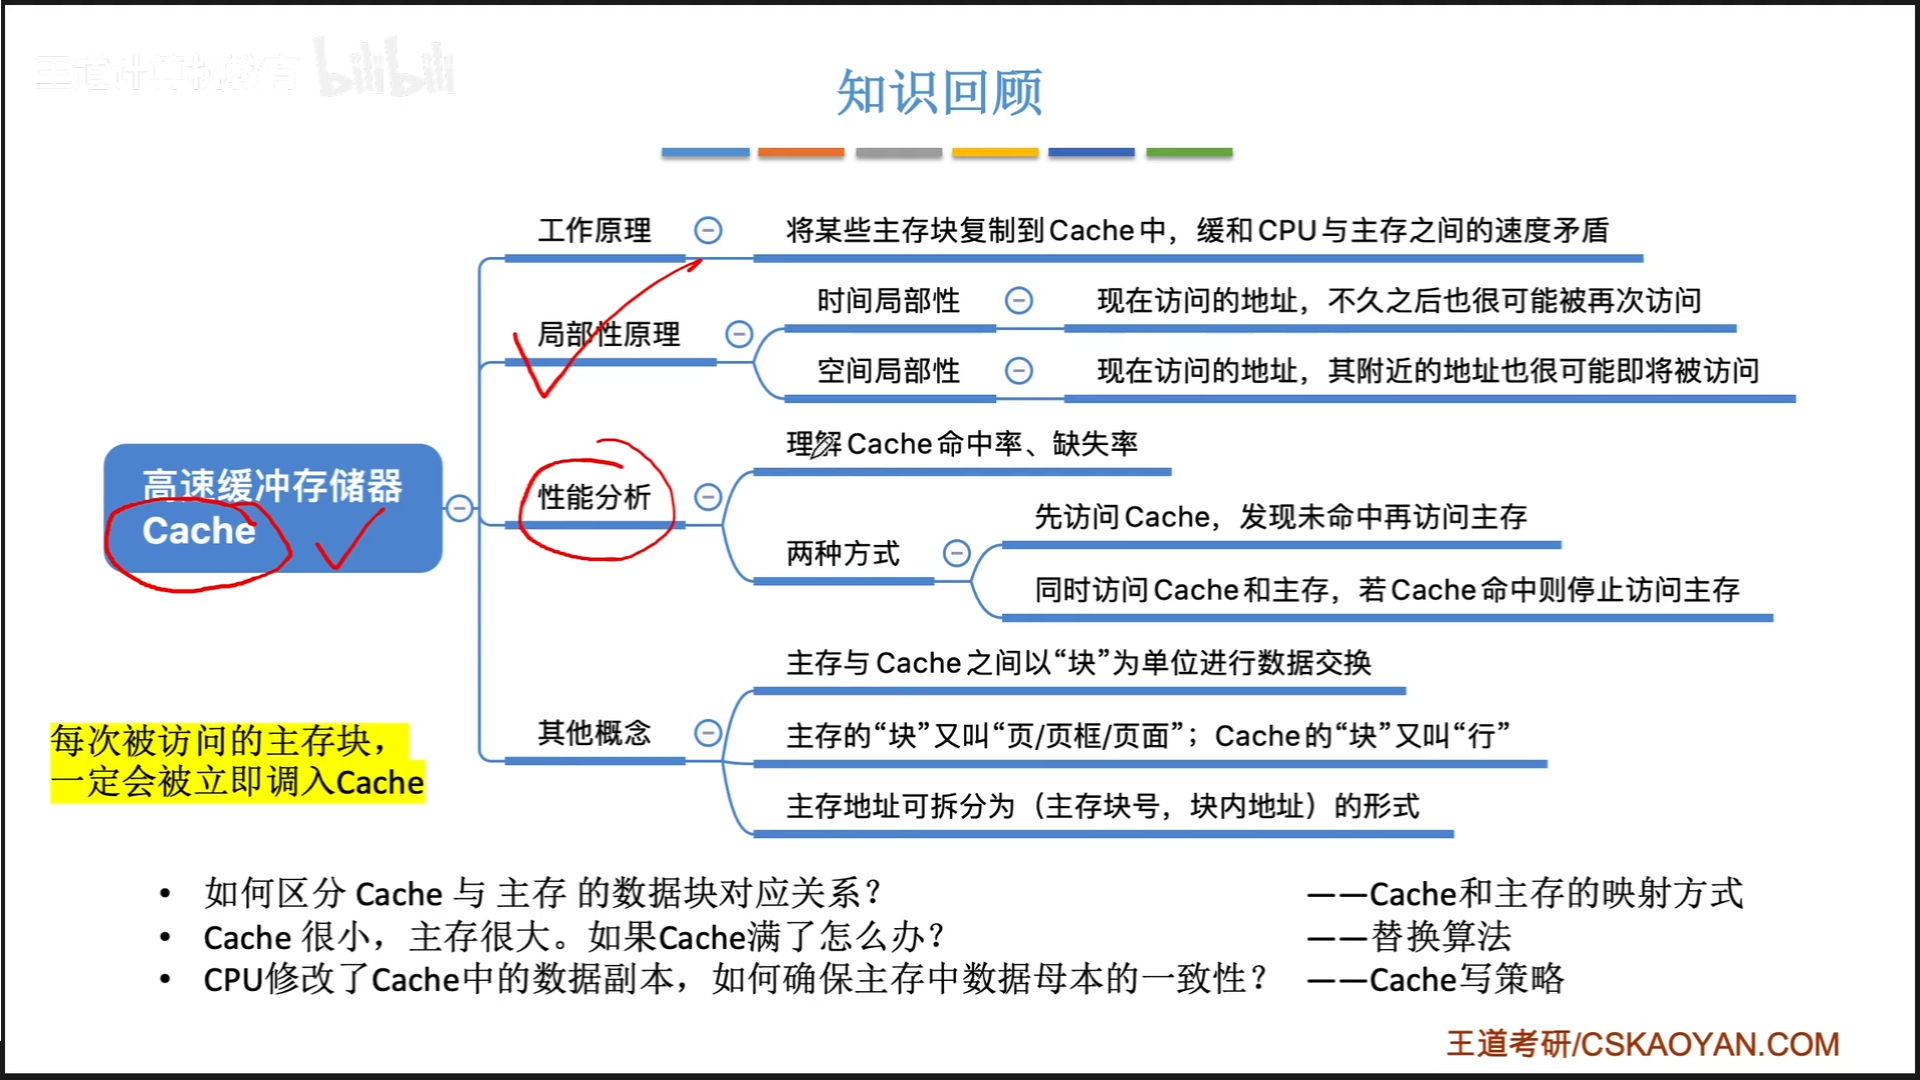 王道计算机教育 bilibili
知识回顾
工作原理
将某些主存块复制到Cache中，缓和CPU与主存之间的速度矛盾
局部性原理
时间局部性
现在访问的地址，不久之后也很可能被再次访问
空间局部性
现在访问的地址，其附近的地址也很可能即将被访问
高速缓冲存储器
Cache
性能分析
理解Cache命中率、缺失率
两种方式
先访问Cache，发现未命中再访问主存
同时访问Cache和主存，若Cache命中则停止访问主存
其他概念
主存与Cache之间以“块”为单位进行数据交换
主存的“块”又叫“页/页框/页面”；Cache的“块”又叫“行”
主存地址可拆分为（主存块号，块内地址）的形式
每次被访问的主存块，
一定会被立即调入Cache
• 如何区分 Cache 与 主存 的数据块对应关系？ ——Cache和主存的映射方式
• Cache 很小，主存很大。如果Cache满了怎么办？ ——替换算法
• CPU修改了Cache中的数据副本，如何确保主存中数据母本的一致性？ ——Cache写策略
王道考研/CSKAOYAN.COM